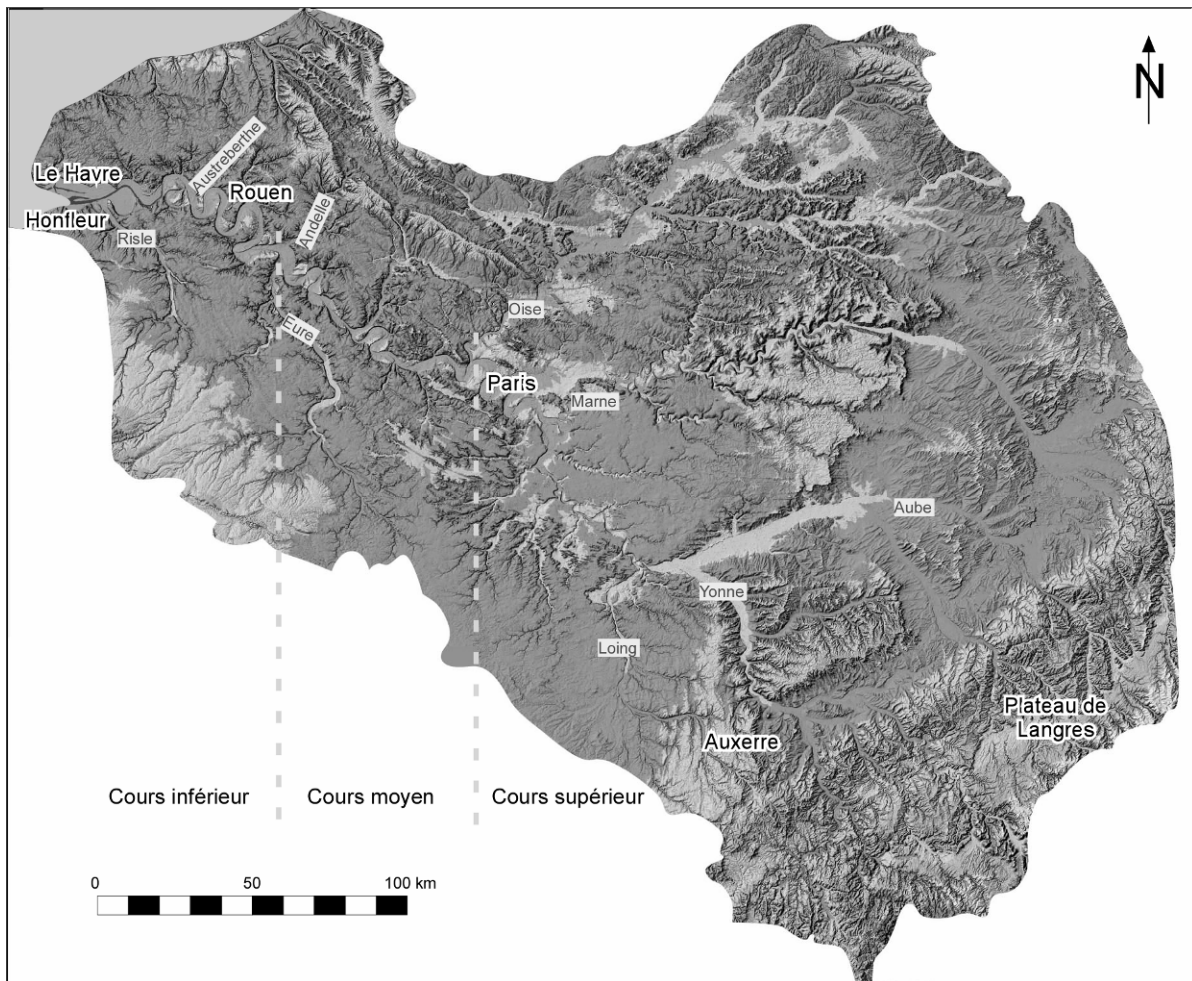 N
Austreberthe
Le Havre
Rouen
Andelle
Honfleur
Risle
Oise
Eure
Paris
Marne
Aube
Yonne
Loing
Plateau de
Langres
Auxerre
Cours inférieur
Cours moyen
Cours supérieur
0 50 100 km